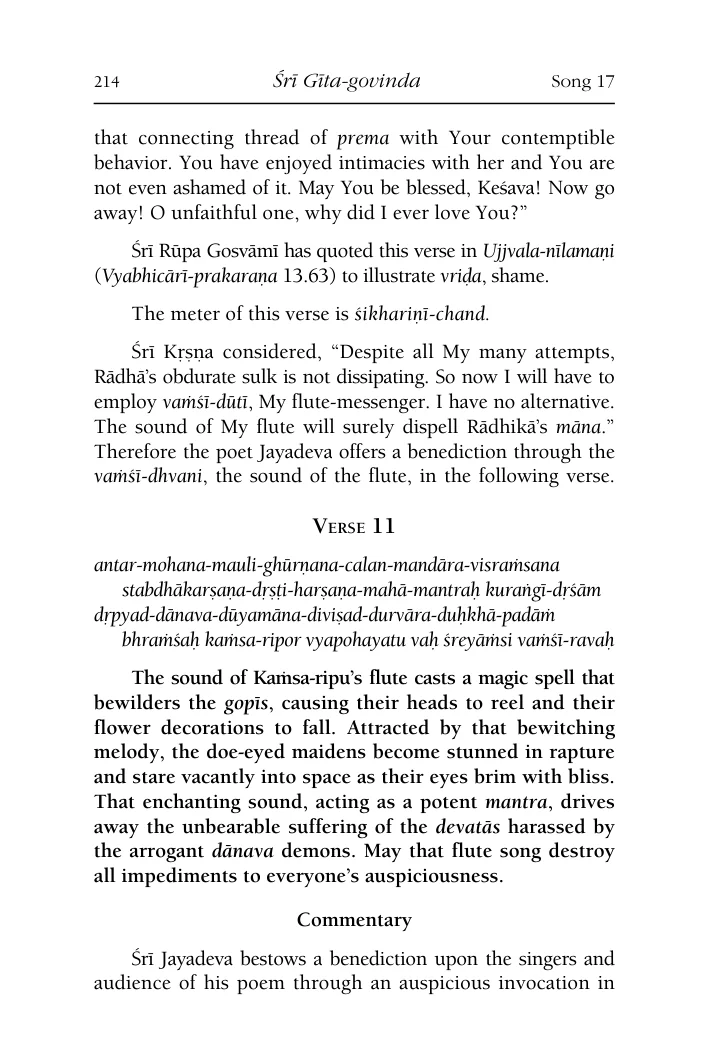 214 Śrī Gīta-govinda Song 17
that connecting thread of prema with Your contemptible
behavior. You have enjoyed intimacies with her and You are
not even ashamed of it. May You be blessed, Keśava! Now go
away! O unfaithful one, why did I ever love You?”
Śrī Rūpa Gosvāmī has quoted this verse in Ujjvala-nīlamaṇi
(Vyabhicārī-prakaraṇa 13.63) to illustrate vriḍa, shame.
The meter of this verse is śikhariṇī-chand.
Śrī Kṛṣṇa considered, “Despite all My many attempts,
Rādhā’s obdurate sulk is not dissipating. So now I will have to
employ vaṁśī-dūtī, My flute-messenger. I have no alternative.
The sound of My flute will surely dispell Rādhikā’s māna.”
Therefore the poet Jayadeva offers a benediction through the
vaṁśī-dhvani, the sound of the flute, in the following verse.
VERSE 11
antar-mohana-mauli-ghūrṇana-calan-mandāra-visraṁsana
stabdhākarṣaṇa-dṛṣṭi-harṣaṇa-mahā-mantraḥ kuraṅgī-dṛśām
dṛpyad-dānava-dūyamāna-diviṣad-durvāra-duḥkhā-padāṁ
bhraṁśaḥ kaṁsa-ripor vyapohayatu vaḥ śreyāṁsi vaṁśī-ravaḥ
The sound of Kaṁsa-ripu’s flute casts a magic spell that
bewilders the gopīs, causing their heads to reel and their
flower decorations to fall. Attracted by that bewitching
melody, the doe-eyed maidens become stunned in rapture
and stare vacantly into space as their eyes brim with bliss.
That enchanting sound, acting as a potent mantra, drives
away the unbearable suffering of the devatās harassed by
the arrogant dānava demons. May that flute song destroy
all impediments to everyone’s auspiciousness.
Commentary
Śrī Jayadeva bestows a benediction upon the singers and
audience of his poem through an auspicious invocation in